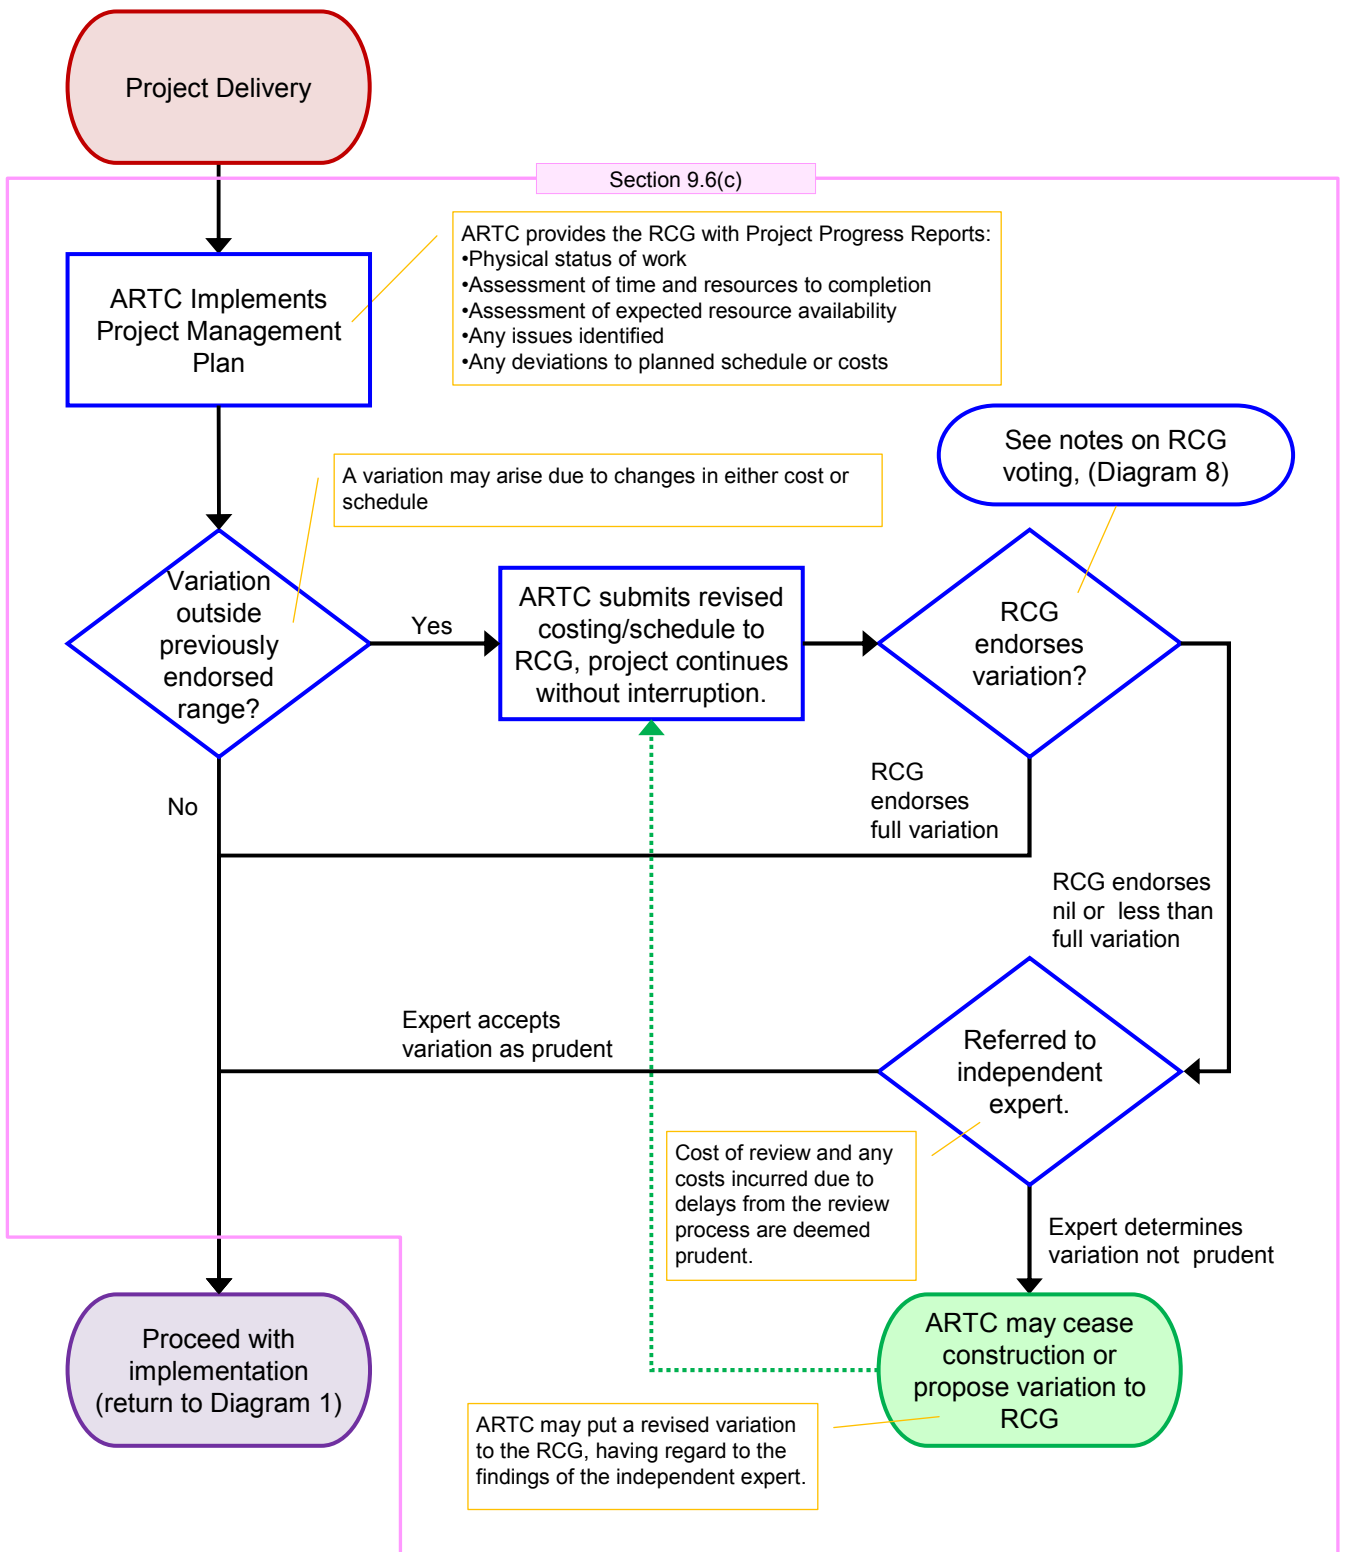 Project Delivery
Section 9.6(c)
ARTC provides the RCG with Project Progress Reports:
•Physical status of work
•Assessment of time and resources to completion
•Assessment of expected resource availability
•Any issues identified
•Any deviations to planned schedule or costs
ARTC Implements
Project Management
Plan
See notes on RCG
voting, (Diagram 8)
A variation may arise due to changes in either cost or
schedule
Variation
outside
previously
endorsed
range?
Yes
ARTC submits revised
costing/schedule to
RCG, project continues
without interruption.
RCG
endorses
variation?
No
RCG
endorses
full variation
RCG endorses
nil or less than
full variation
Expert accepts
variation as prudent
Referred to
independent
expert.
Cost of review and any
costs incurred due to
delays from the review
process are deemed
prudent.
Expert determines
variation not prudent
Proceed with
implementation
(return to Diagram 1)
ARTC may cease
construction or
propose variation to
RCG
ARTC may put a revised variation
to the RCG, having regard to the
findings of the independent expert.